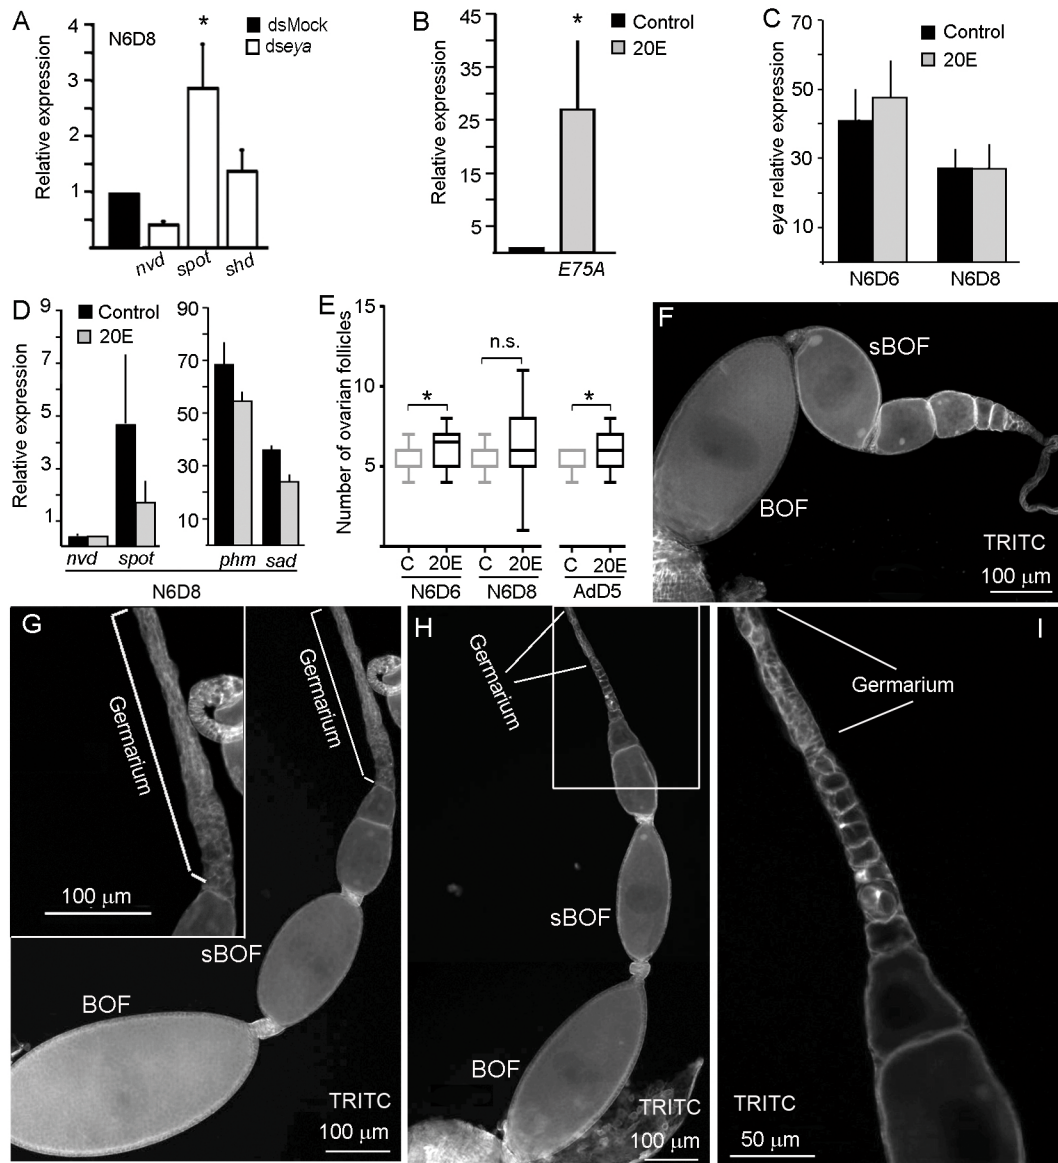 A
N6D8
dsMock
dseya
Relative expression
4
3
2
1
*
nvd
spot
shd
B
Control
20E
Relative expression
45
35
25
15
5
*
E75A
C
Control
20E
eya relative expression
70
50
30
10
N6D6
N6D8
D
Control
20E
Relative expression
9
7
5
3
1
90
70
50
30
10
nvd
spot
phm
sad
N6D8
E
Number of ovarian follicles
15
10
5
*
n.s.
*
C 20E
C 20E
C 20E
N6D6
N6D8
AdD5
F
sBOF
BOF
TRITC
100 µm
G
Germarium
Germarium
100 µm
sBOF
BOF
TRITC
100 µm
H
Germarium
sBOF
BOF
TRITC
100 µm
I
Germarium
TRITC
50 µm